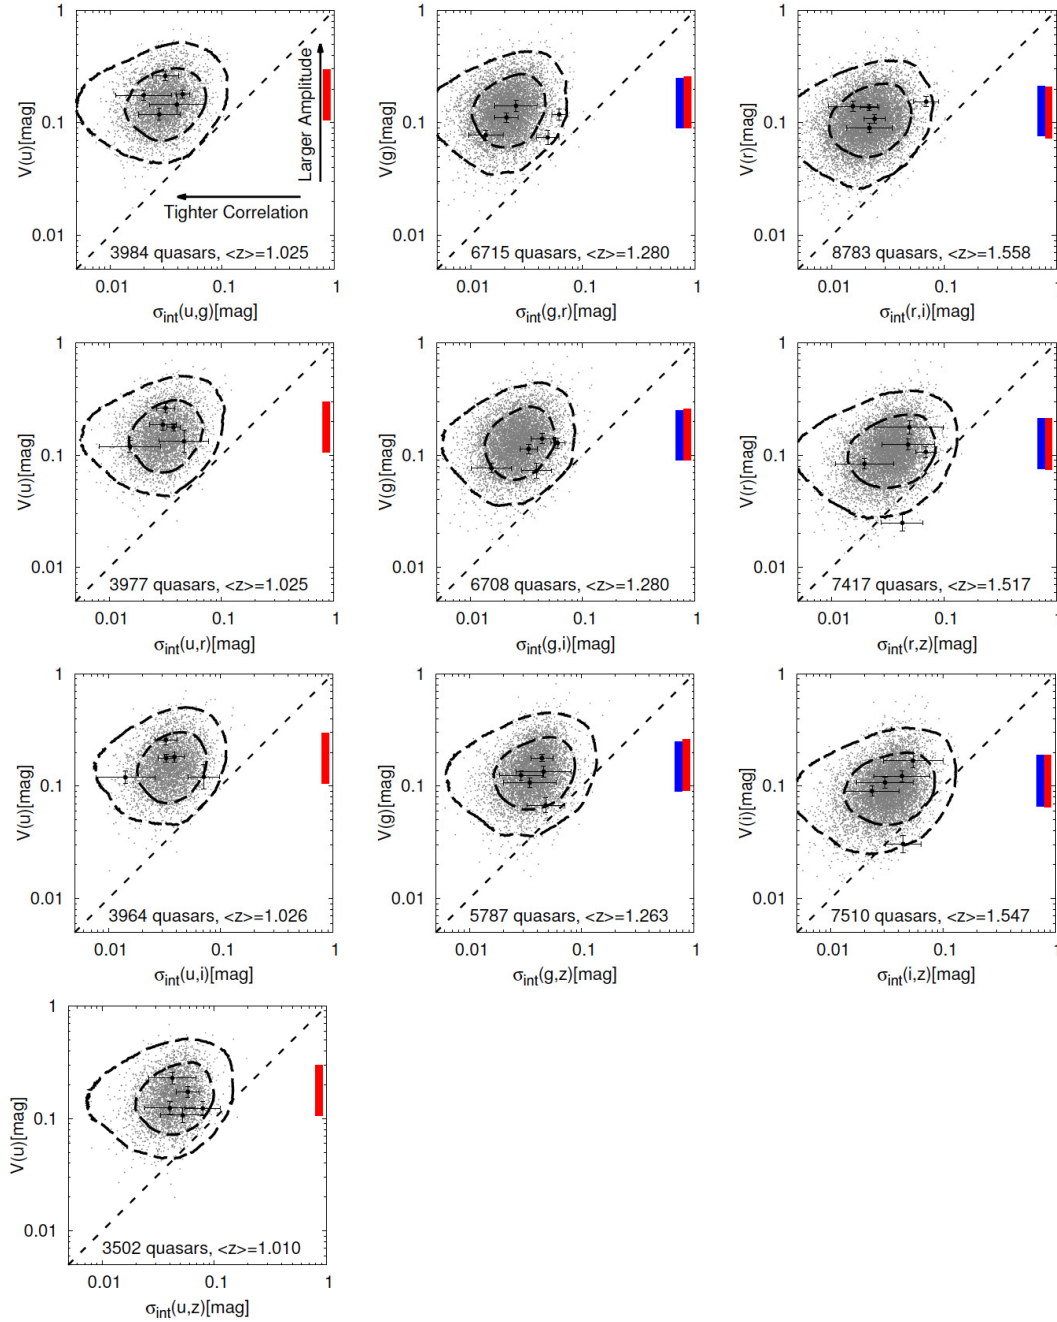 1
0.1
0.01
V(u)[mag]
Larger Amplitude
Tighter Correlation
3984 quasars, <z>=1.025
0.01 0.1 1
σint(u,g)[mag]
1
0.1
0.01
V(g)[mag]
6715 quasars, <z>=1.280
0.01 0.1 1
σint(g,r)[mag]
1
0.1
0.01
V(r)[mag]
8783 quasars, <z>=1.558
0.01 0.1 1
σint(r,i)[mag]
1
0.1
0.01
V(u)[mag]
3977 quasars, <z>=1.025
0.01 0.1 1
σint(u,r)[mag]
1
0.1
0.01
V(g)[mag]
6708 quasars, <z>=1.280
0.01 0.1 1
σint(g,i)[mag]
1
0.1
0.01
V(r)[mag]
7417 quasars, <z>=1.517
0.01 0.1 1
σint(r,z)[mag]
1
0.1
0.01
V(u)[mag]
3964 quasars, <z>=1.026
0.01 0.1 1
σint(u,i)[mag]
1
0.1
0.01
V(g)[mag]
5787 quasars, <z>=1.263
0.01 0.1 1
σint(g,z)[mag]
1
0.1
0.01
V(i)[mag]
7510 quasars, <z>=1.547
0.01 0.1 1
σint(i,z)[mag]
1
0.1
0.01
V(u)[mag]
3502 quasars, <z>=1.010
0.01 0.1 1
σint(u,z)[mag]